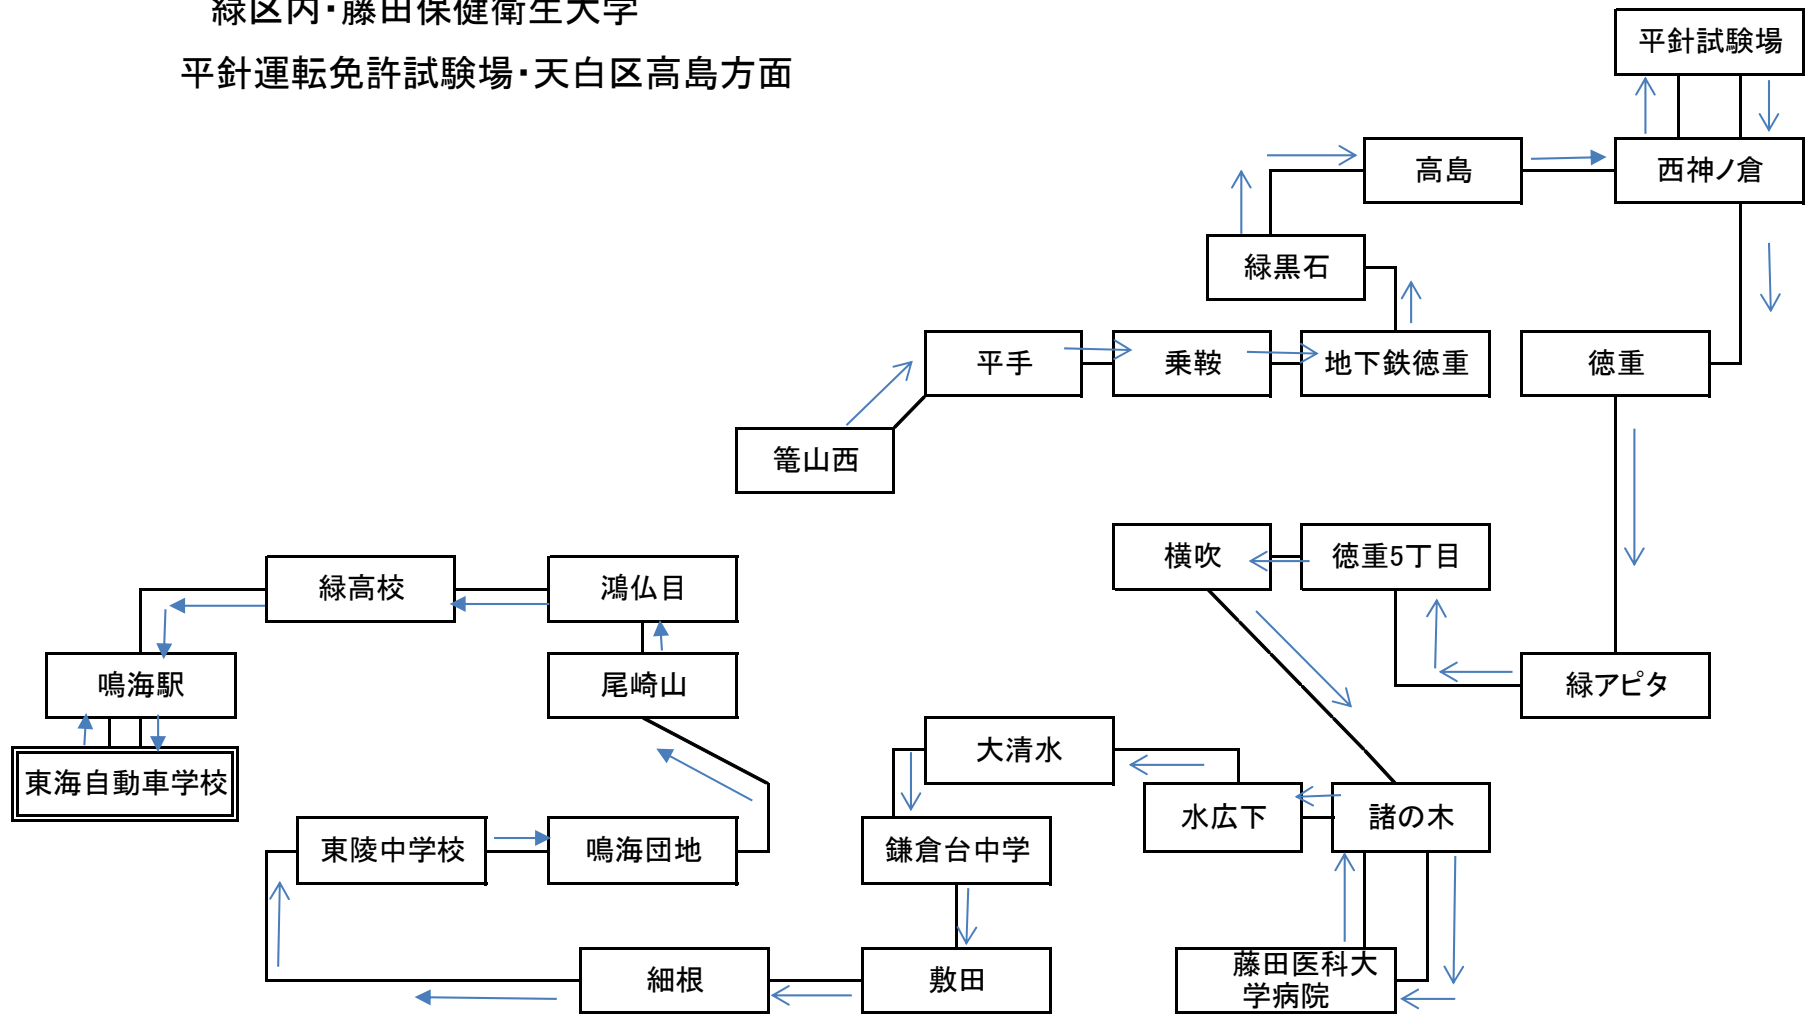 緑区内・藤田保健衛生大学
平針運転免許試験場・天白区高島方面
平針試験場
高島
西神ノ倉
緑黒石
平手
乗鞍
地下鉄徳重
徳重
篭山西
横吹
徳重5丁目
緑高校
鴻仏目
鳴海駅
尾崎山
緑アピタ
大清水
東海自動車学校
水広下
諸の木
東陵中学校
鳴海団地
鎌倉台中学
細根
敷田
藤田医科大
学病院